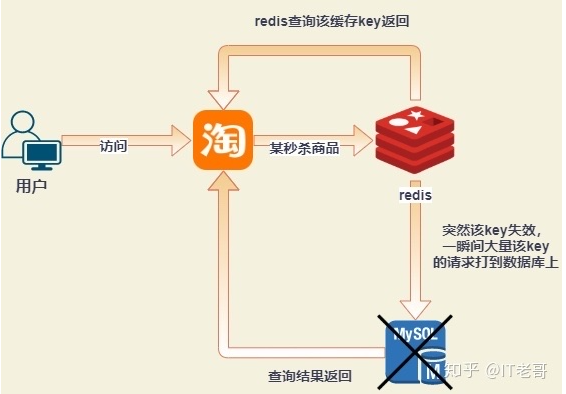 redis查询该缓存key返回
淘
用户
访问
某秒杀商品
redis
突然该key失效，
一瞬间大量该key
的请求打到数据库上
MySQL
M
查询结果返回
知乎 @IT老哥